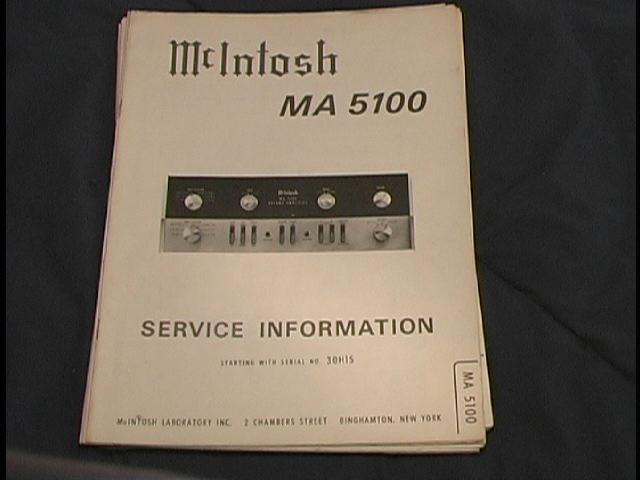 McIntosh
MA 5100
McIntosh
SERVICE INFORMATION
STARTING WITH SERIAL NO. 30H15
McINTOSH LABORATORY INC. 2 CHAMBERS STREET BINGHAMTON, NEW YORK
MA 5100